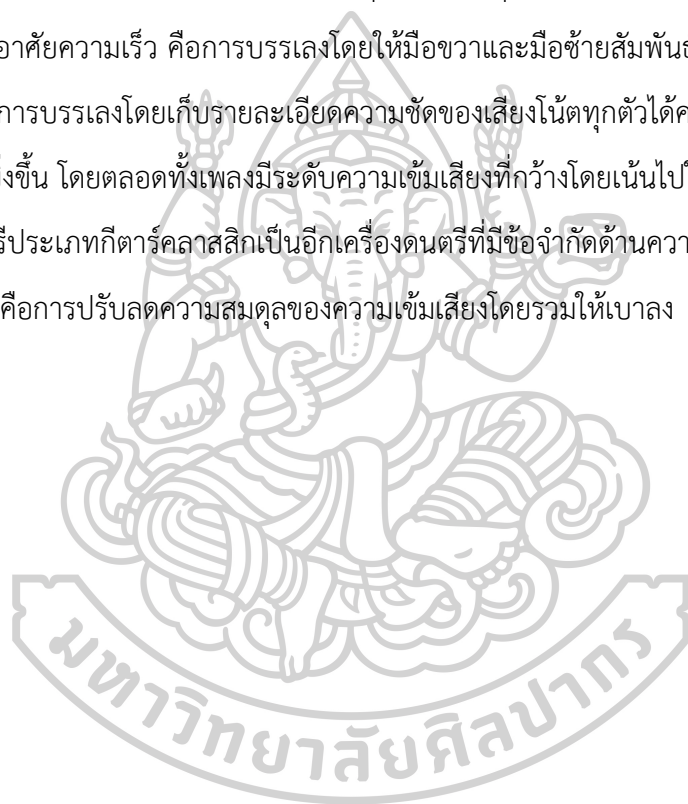 อาศัยความเร็ว คือการบรรเลงโดยให้มือขวาและมือซ้ายสัมพันธ
การบรรเลงโดยเก็บรายละเอียดความชัดของเสียงโน้ตทุกตัวได้ค
ขึ้น โดยตลอดทั้งเพลงมีระดับความเข้มเสียงที่กว้างโดยเน้นไปใ
รีประเภทกีตาร์คลาสสิกเป็นอีกเครื่องดนตรีที่มีข้อจำกัดด้านควา
คือการปรับลดความสมดุลของความเข้มเสียงโดยรวมให้เบาลง
มหาวิทยาลัยศิลปากร